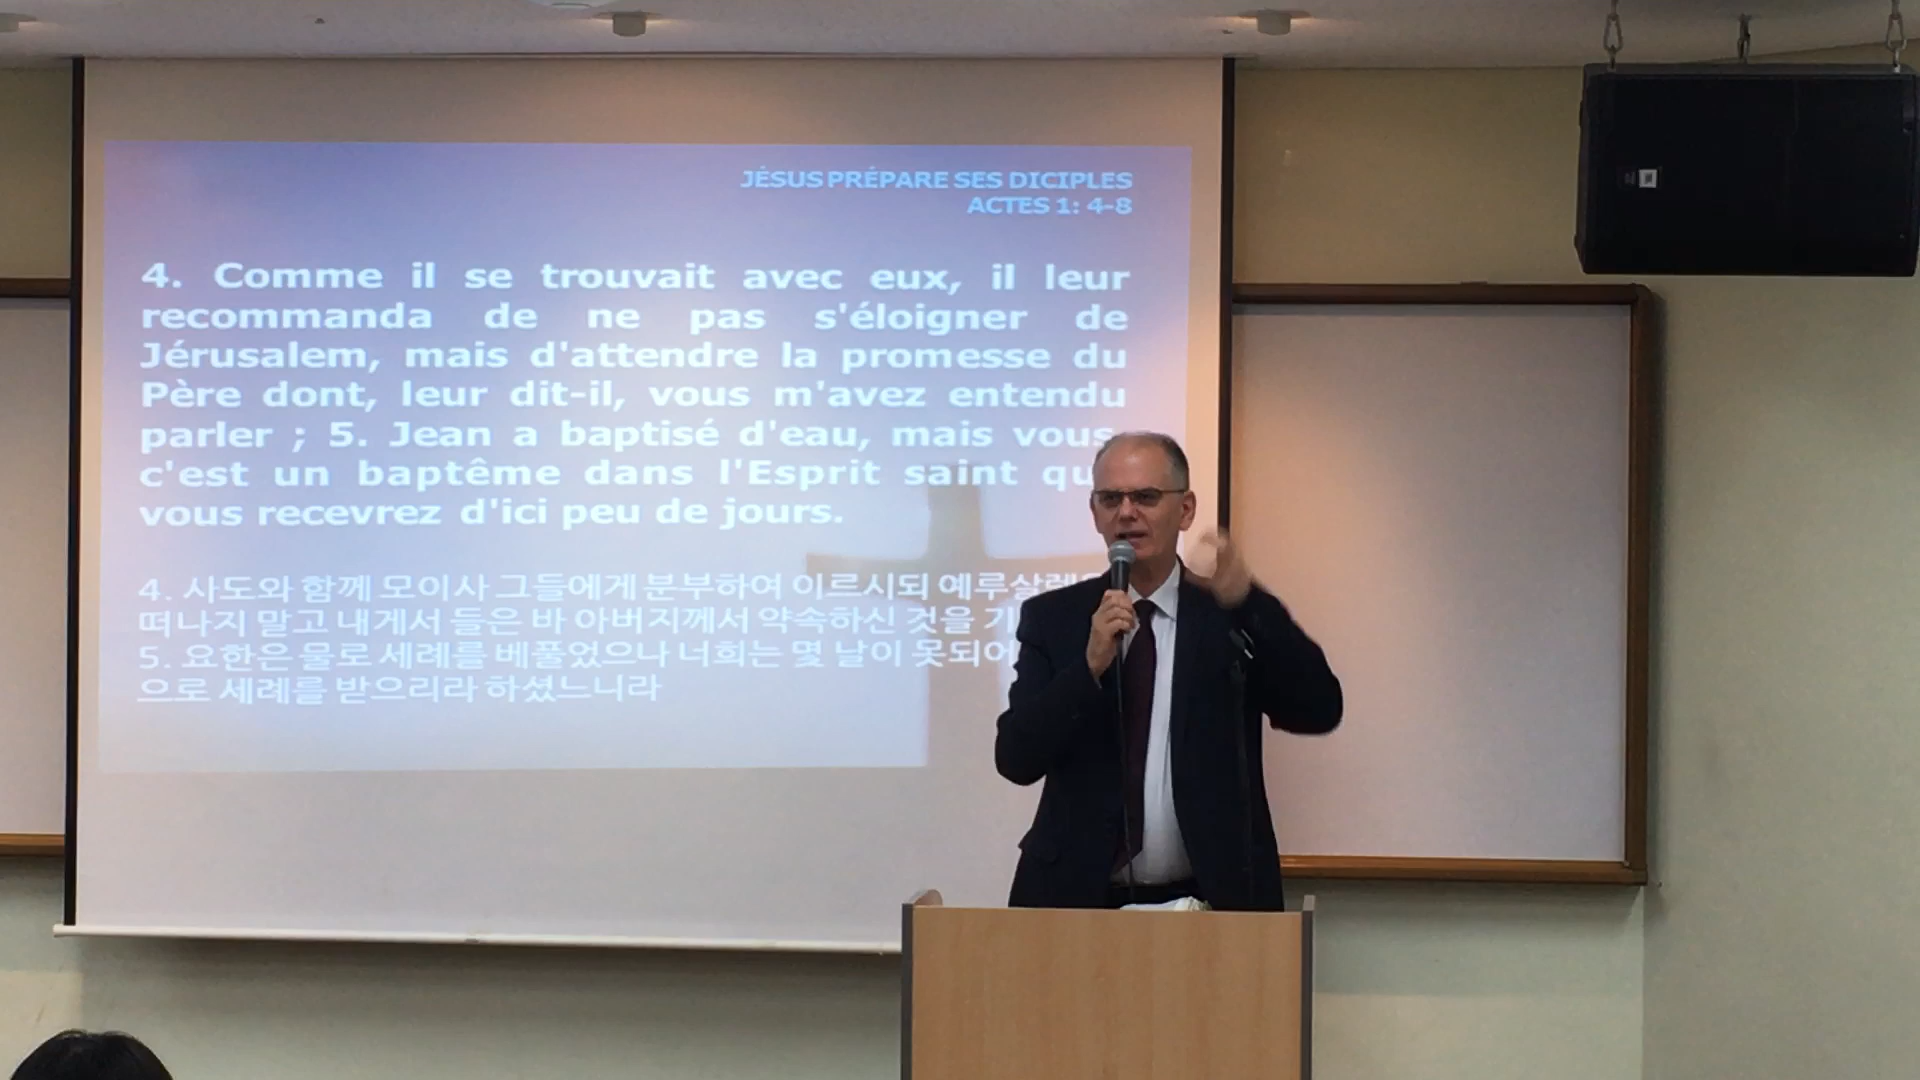 JÉSUS PRÉPARE SES DICIPLES
ACTES 1: 4-8
4. Comme il se trouvait avec eux, il leur
recommanda de ne pas s'éloigner de
Jérusalem, mais d'attendre la promesse du
Père dont, leur dit-il, vous m'avez entendu
parler ; 5. Jean a baptisé d'eau, mais vous
c'est un baptême dans l'Esprit saint
vous recevrez d'ici peu de jours.
4. 사도와 함께 모이사 그들에게 분부하여 이르시되
떠나지 말고 내게서 들은 바 아버지께서 약속하신 것을
5. 요한은 물로 세례를 베풀었으나 너희는 몇 날이 못되어
으로 세례를 받으리라 하셨느니라